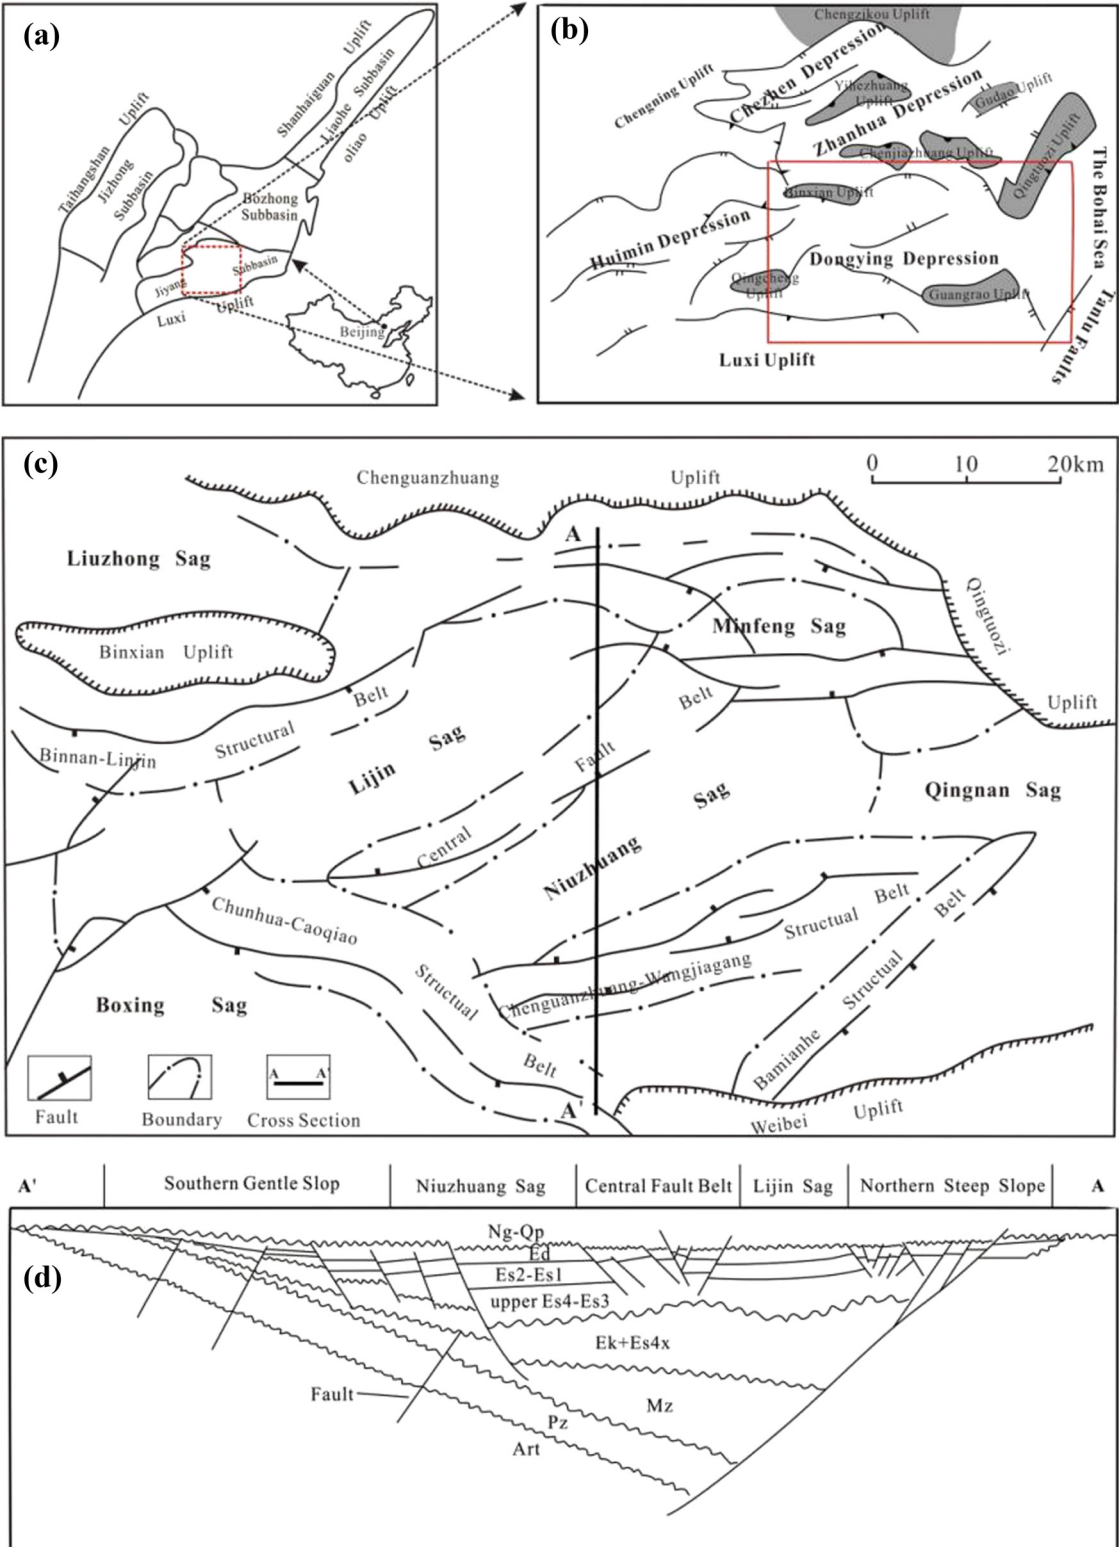 (a)
Taihangshan Uplift
Jizhong
Subbasin
Shanhaiguan Uplift
Liaohe Subbasin
oliao Uplift
Bozhong
Subbasin
Jiyang Subbasin
Luxi Uplift
Beijing
(b)
Chengzikou Uplift
Chengning Uplift
Chezhen Depression
Yihezhuang
Uplift
Zhanhua Depression
Gudao Uplift
Chenjiazhuang Uplift
Qingtuozi Uplift
Binxian Uplift
Huimin Depression
Dongying Depression
Qingcheng
Uplift
Guangrao Uplift
Luxi Uplift
The Bohai Sea
Tanlu Faults
(c)
Chenguanzhuang Uplift
0 10 20km
A
Liuzhong Sag
Binxian Uplift
Minfeng Sag
Qingtuozi Uplift
Binnan-Linjin Structural Belt
Lijin Sag
Central Fault Belt
Niuzhuang Sag
Qingnan Sag
Chunhua-Caoqiao Structual Belt
Chenguanzhuang-Wangjiagang Structual Belt
Bamianhe Structual Belt
Boxing Sag
A A'
Fault
Boundary
Cross Section
A'
Weibei Uplift
A'
Southern Gentle Slop
Niuzhuang Sag
Central Fault Belt
Lijin Sag
Northern Steep Slope
A
(d)
Ng-Qp
Ed
Es2-Es1
upper Es4-Es3
Ek+Es4x
Fault
Mz
Pz
Art